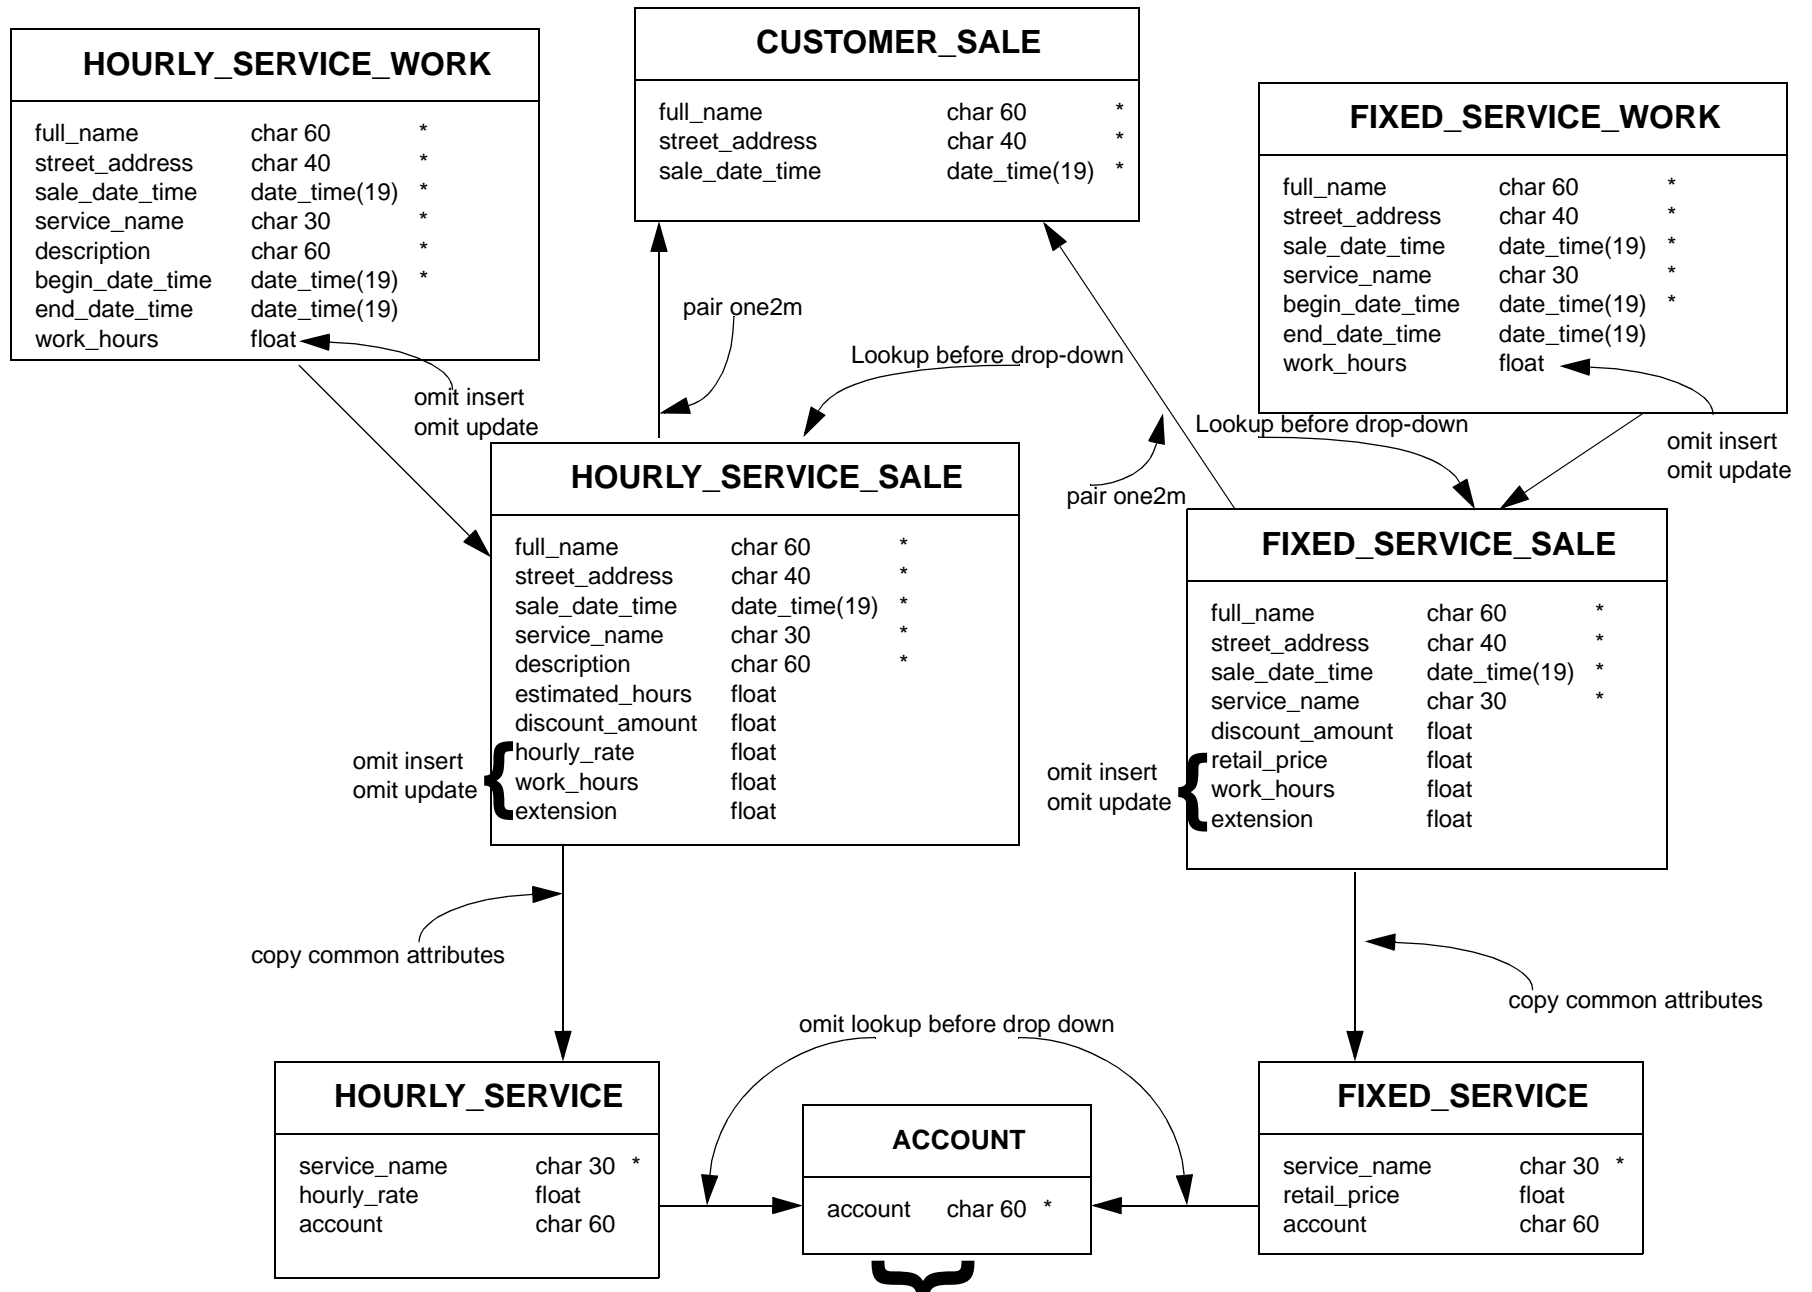 HOURLY_SERVICE_WORK
full_name char 60 *
street_address char 40 *
sale_date_time date_time(19) *
service_name char 30 *
description char 60 *
begin_date_time date_time(19) *
end_date_time date_time(19)
work_hours float
omit insert
omit update
CUSTOMER_SALE
full_name char 60 *
street_address char 40 *
sale_date_time date_time(19) *
FIXED_SERVICE_WORK
full_name char 60 *
street_address char 40 *
sale_date_time date_time(19) *
service_name char 30 *
begin_date_time date_time(19) *
end_date_time date_time(19)
work_hours float
omit insert
omit update
pair one2m
Lookup before drop-down
Lookup before drop-down
pair one2m
HOURLY_SERVICE_SALE
full_name char 60 *
street_address char 40 *
sale_date_time date_time(19) *
service_name char 30 *
description char 60 *
estimated_hours float
discount_amount float
hourly_rate float
work_hours float
extension float
omit insert
omit update
FIXED_SERVICE_SALE
full_name char 60 *
street_address char 40 *
sale_date_time date_time(19) *
service_name char 30 *
discount_amount float
retail_price float
work_hours float
extension float
omit insert
omit update
copy common attributes
copy common attributes
omit lookup before drop down
HOURLY_SERVICE
service_name char 30 *
hourly_rate float
account char 60
ACCOUNT
account char 60 *
FIXED_SERVICE
service_name char 30 *
retail_price float
account char 60